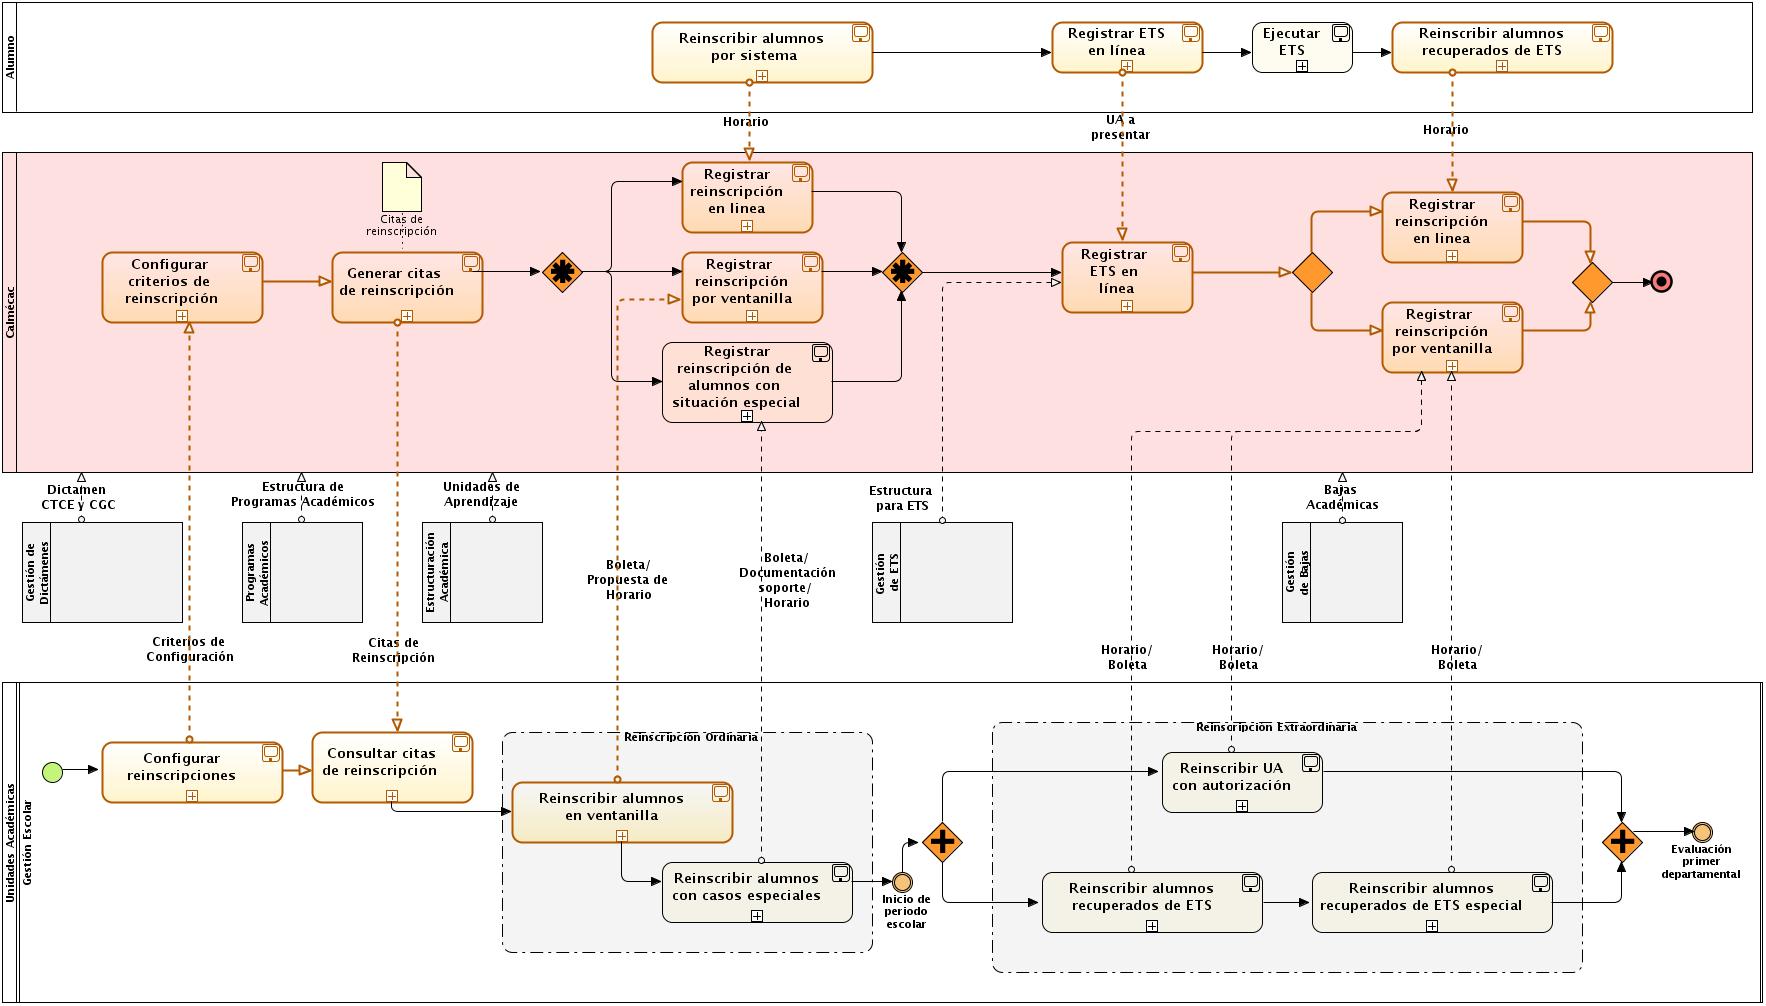 Alumno
Reinscribir alumnos
por sistema
Registrar ETS
en línea
Ejecutar
ETS
Reinscribir alumnos
recuperados de ETS
Horario
UA a
presentar
Horario
Calmécac
Citas de
reinscripción
Configurar
criterios de
reinscripción
Generar citas
de reinscripción
Registrar
reinscripción
en linea
Registrar
reinscripción
por ventanilla
Registrar
reinscripción de
alumnos con
situación especial
Registrar
ETS en
línea
Registrar
reinscripción
en linea
Registrar
reinscripción
por ventanilla
Dictamen
CTCE y CGC
Estructura de
Programas Académicos
Unidades de
Aprendizaje
Estructura
para ETS
Bajas
Académicas
Gestión de
Dictámenes
Programas
Académicos
Estructuración
Académica
Gestión
de ETS
Gestión
de Bajas
Boleta/
Propuesta de
Horario
Boleta/
Documentación
soporte/
Horario
Criterios de
Configuración
Citas de
Reinscripción
Horario/
Boleta
Horario/
Boleta
Horario/
Boleta
Unidades Académicas
Gestión Escolar
Configurar
reinscripciones
Consultar citas
de reinscripción
Reinscripción Ordinaria
Reinscribir alumnos
en ventanilla
Reinscribir alumnos
con casos especiales
Inicio de
periodo
escolar
Reinscripción Extraordinaria
Reinscribir UA
con autorización
Reinscribir alumnos
recuperados de ETS
Reinscribir alumnos
recuperados de ETS especial
Evaluación
primer
departamental